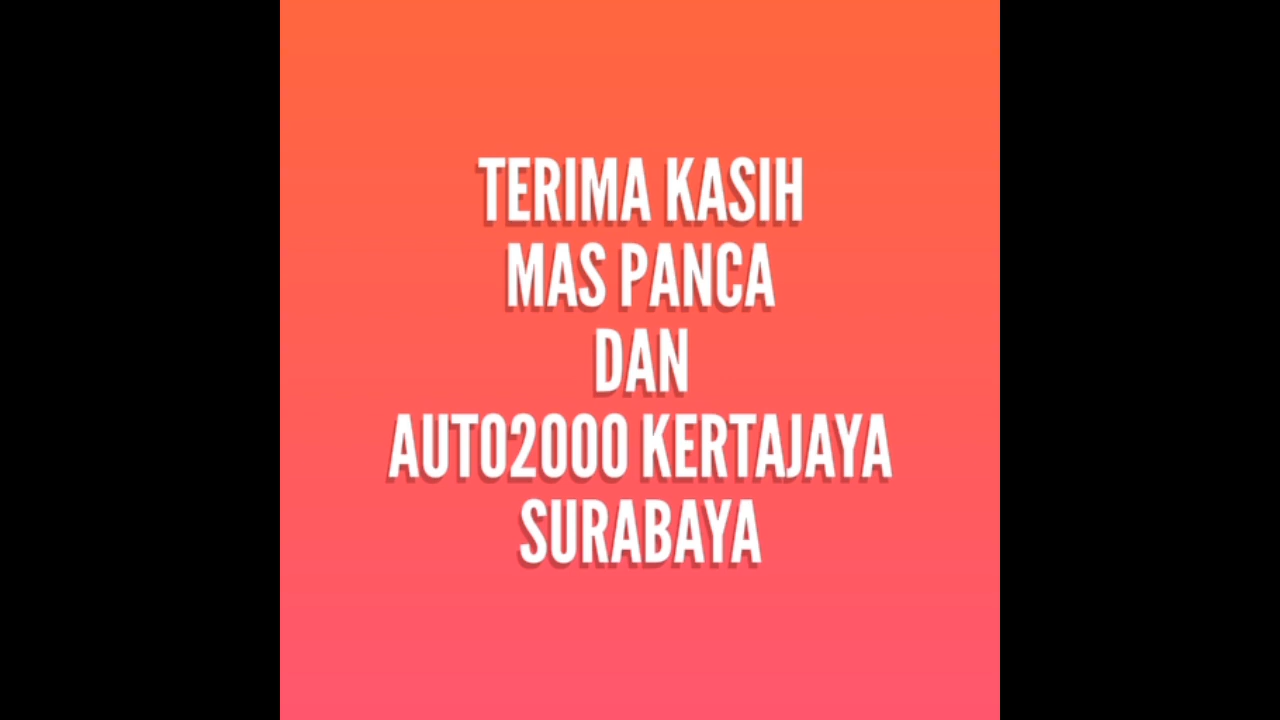 TERIMA KASIH
MAS PANCA
DAN
AUTO2000 KERTAJAYA
SURABAYA